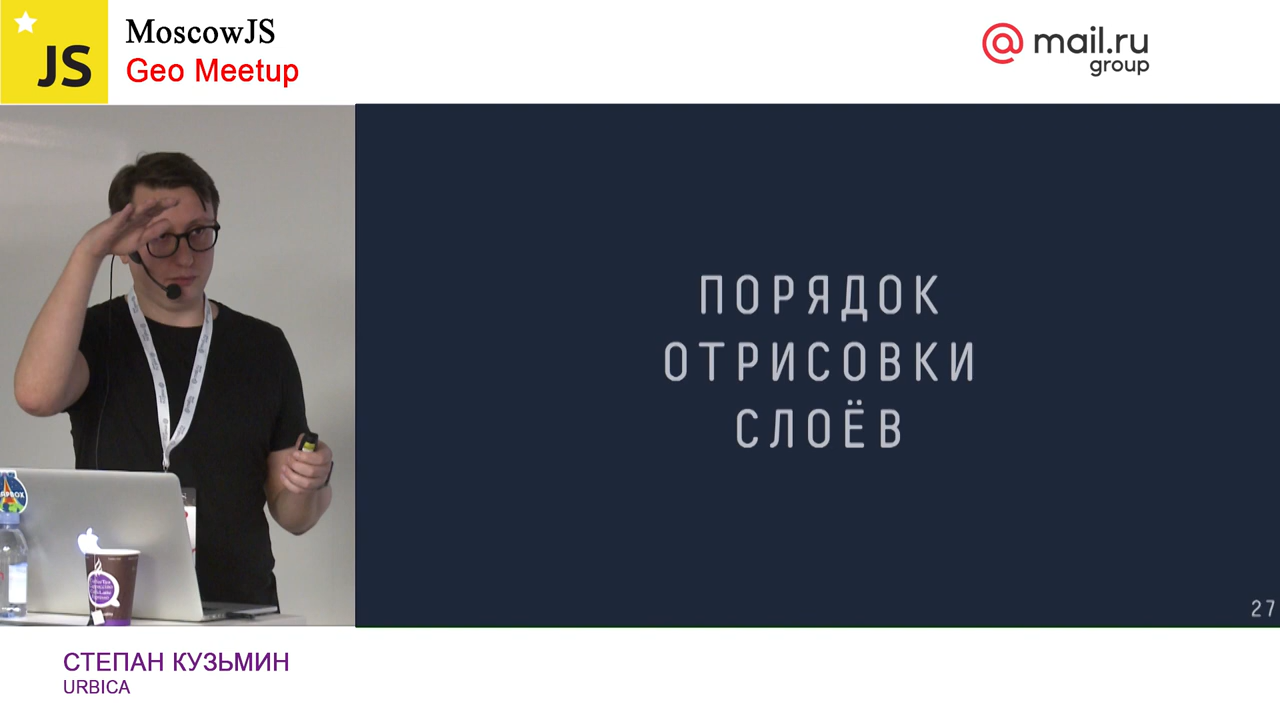 JS
MoscowJS
Geo Meetup
@mail.ru
group
ПОРЯДОК
ОТРИСОВКИ
СЛОЁВ
27
СТЕПАН КУЗЬМИН
URBICA